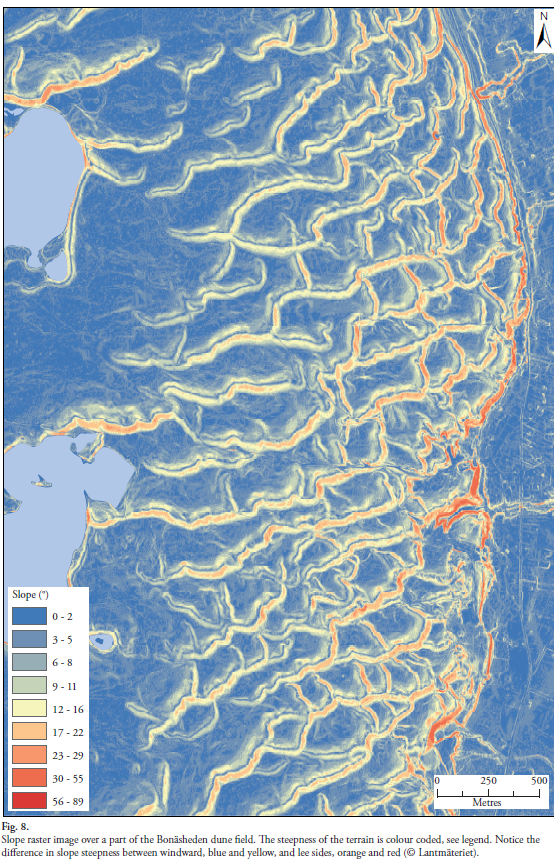 N
Slope (°)
0 - 2
3 - 5
6 - 8
9 - 11
12 - 16
17 - 22
23 - 29
30 - 55
56 - 89
0 250 500
Metres
Fig. 8.
Slope raster image over a part of the Bonäsheden dune field. The steepness of the terrain is colour coded, see legend. Notice the
difference in slope steepness between windward, blue and yellow, and lee sides, orange and red (© Lantmäteriet).